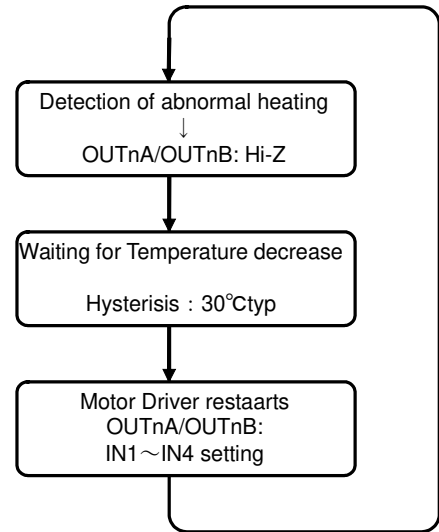 Detection of abnormal heating
↓
OUTnA/OUTnB: Hi-Z
Waiting for Temperature decrease
Hysterisis : 30℃typ
Motor Driver restaarts
OUTnA/OUTnB:
IN1～IN4 setting